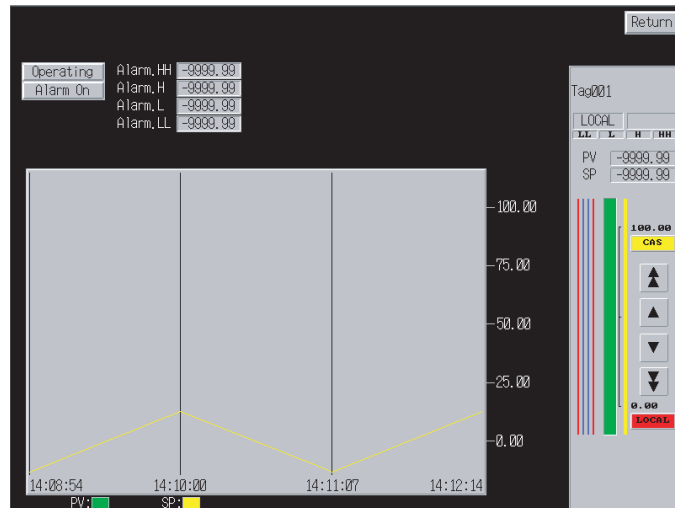 Return
Operating
Alarm On
Alarm.HH -9999.99
Alarm.H -9999.99
Alarm.L -9999.99
Alarm.LL -9999.99
100.00
75.00
50.00
25.00
0.00
14:08:54 14:10:00 14:11:07 14:12:14
PV: SP:
Tag001
LOCAL
LL L H HH
PV -9999.99
SP -9999.99
100.00
CAS
0.00
LOCAL